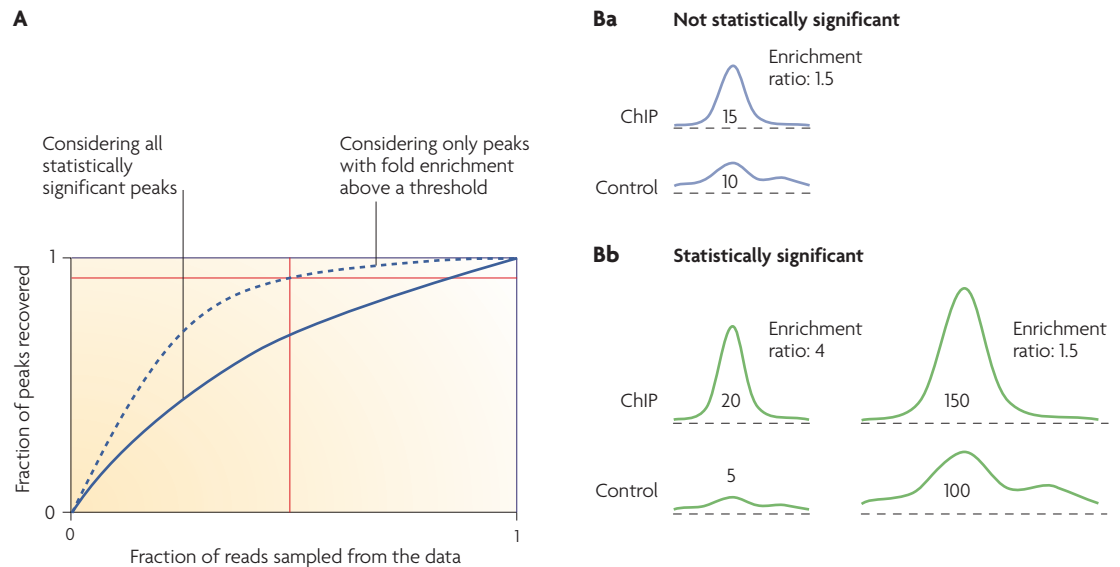 A
Considering all
statistically
significant peaks
Considering only peaks
with fold enrichment
above a threshold
1
Fraction of peaks recovered
0
0
1
Fraction of reads sampled from the data
Ba Not statistically significant
Enrichment
ratio: 1.5
ChIP
15
Control
10
Bb Statistically significant
Enrichment
ratio: 4
Enrichment
ratio: 1.5
ChIP
20
150
5
Control
100